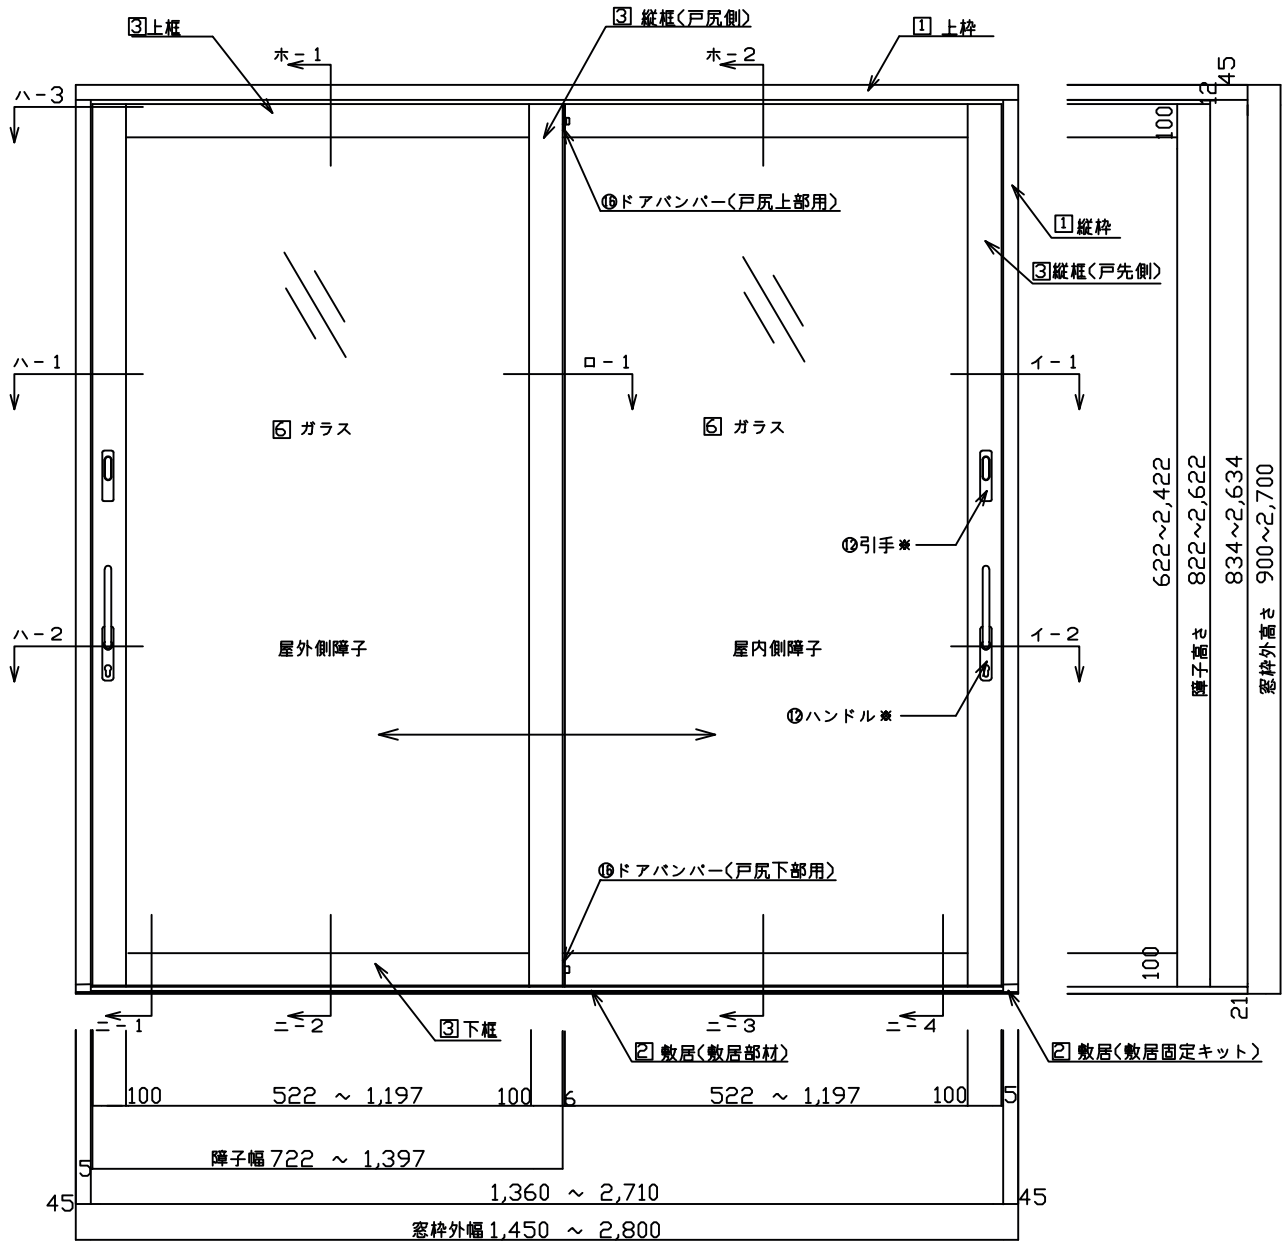 3上框
3 縦框(戸尻側)
1 上枠
ホ-1
ホ-2
45
12
ハ-3
100
⑯ドアバンパー(戸尻上部用)
1縦枠
3縦框(戸先側)
ハ-1
ロ-1
イ-1
6 ガラス
6 ガラス
622~2,422
822~2,622
834~2,634
900~2,700
⑫引手※
ハ-2
屋外側障子
屋内側障子
イ-2
障子高さ
窓枠外高さ
⑫ハンドル※
⑯ドアバンパー(戸尻下部用)
100
21
ニ-1
ニ-2
3下框
ニ-3
ニ-4
2 敷居(敷居部材)
2 敷居(敷居固定キット)
100
522 ~ 1,197
100
6
522 ~ 1,197
100
5
障子幅 722 ~ 1,397
5
45
1,360 ~ 2,710
45
窓枠外幅 1,450 ~ 2,800